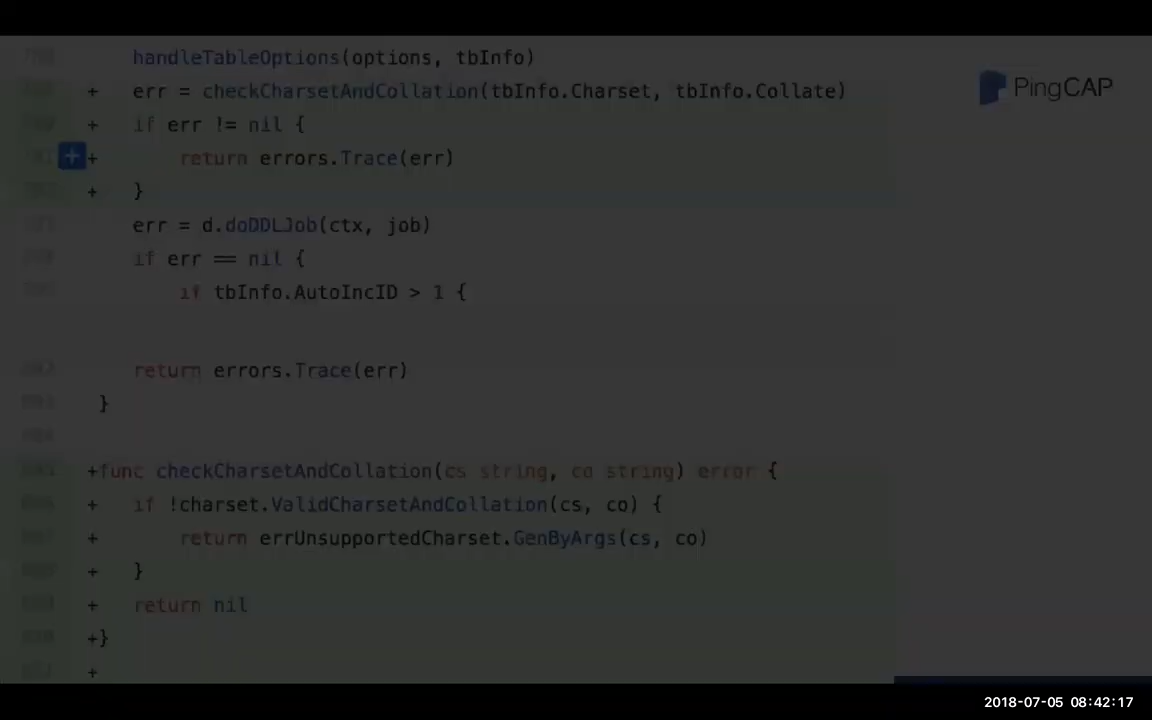 handleTableOptions(options, tbInfo)
+ err = checkCharsetAndCollation(tbInfo.Charset, tbInfo.Collate)
+ if err != nil {
+ + return errors.Trace(err)
+ }
err = d.doDDLJob(ctx, job)
if err == nil {
if tbInfo.AutoIncID > 1 {
return errors.Trace(err)
}
+func checkCharsetAndCollation(cs string, co string) error {
+ if !charset.ValidCharsetAndCollation(cs, co) {
+ return errUnsupportedCharset.GenByArgs(cs, co)
+ }
+ return nil
+}
+
PingCAP
2018-07-05 08:42:17